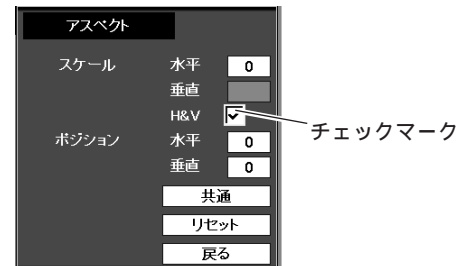 アスペクト
スケール 水平 0
垂直
H&V
チェックマーク
ポジション 水平 0
垂直 0
共通
リセット
戻る